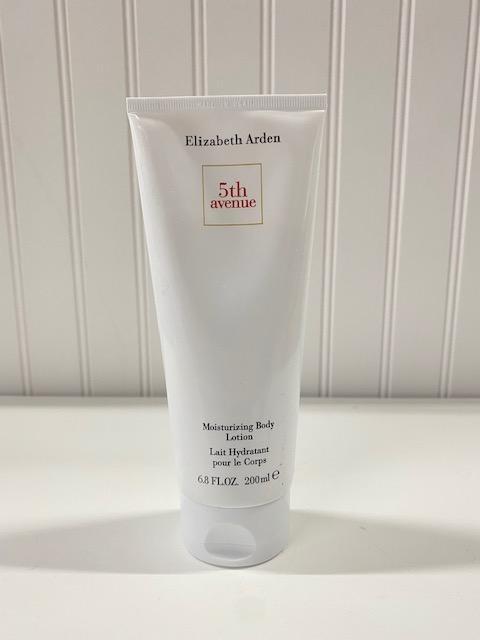 Elizabeth Arden
5th
avenue
Moisturizing Body
Lotion
Lait Hydratant
pour le Corps
6.8 FL.OZ. 200ml ℮